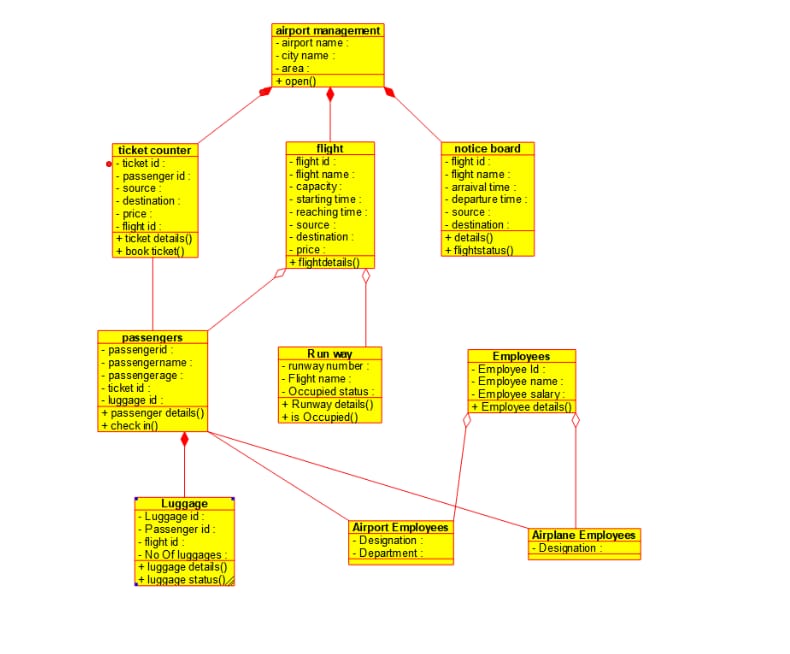 airport management
- airport name :
- city name :
- area :
+ open()
ticket counter
- ticket id :
- passenger id :
- source :
- destination :
- price :
- flight id :
+ ticket details()
+ book ticket()
flight
- flight id :
- flight name :
- capacity :
- starting time :
- reaching time :
- source :
- destination :
- price :
+ flightdetails()
notice board
- flight id :
- flight name :
- arraival time :
- departure time :
- source :
- destination :
+ details()
+ flightstatus()
passengers
- passengerid :
- passengername :
- passengerage :
- ticket id :
- luggage id :
+ passenger details()
+ check in()
Run way
- runway number :
- Flight name :
- Occupied status :
+ Runway details()
+ is Occupied()
Employees
- Employee Id :
- Employee name :
- Employee salary :
+ Employee details()
Luggage
- Luggage id :
- Passenger id :
- flight id :
- No Of luggages :
+ luggage details()
+ luggage status()
Airport Employees
- Designation :
- Department :
Airplane Employees
- Designation :